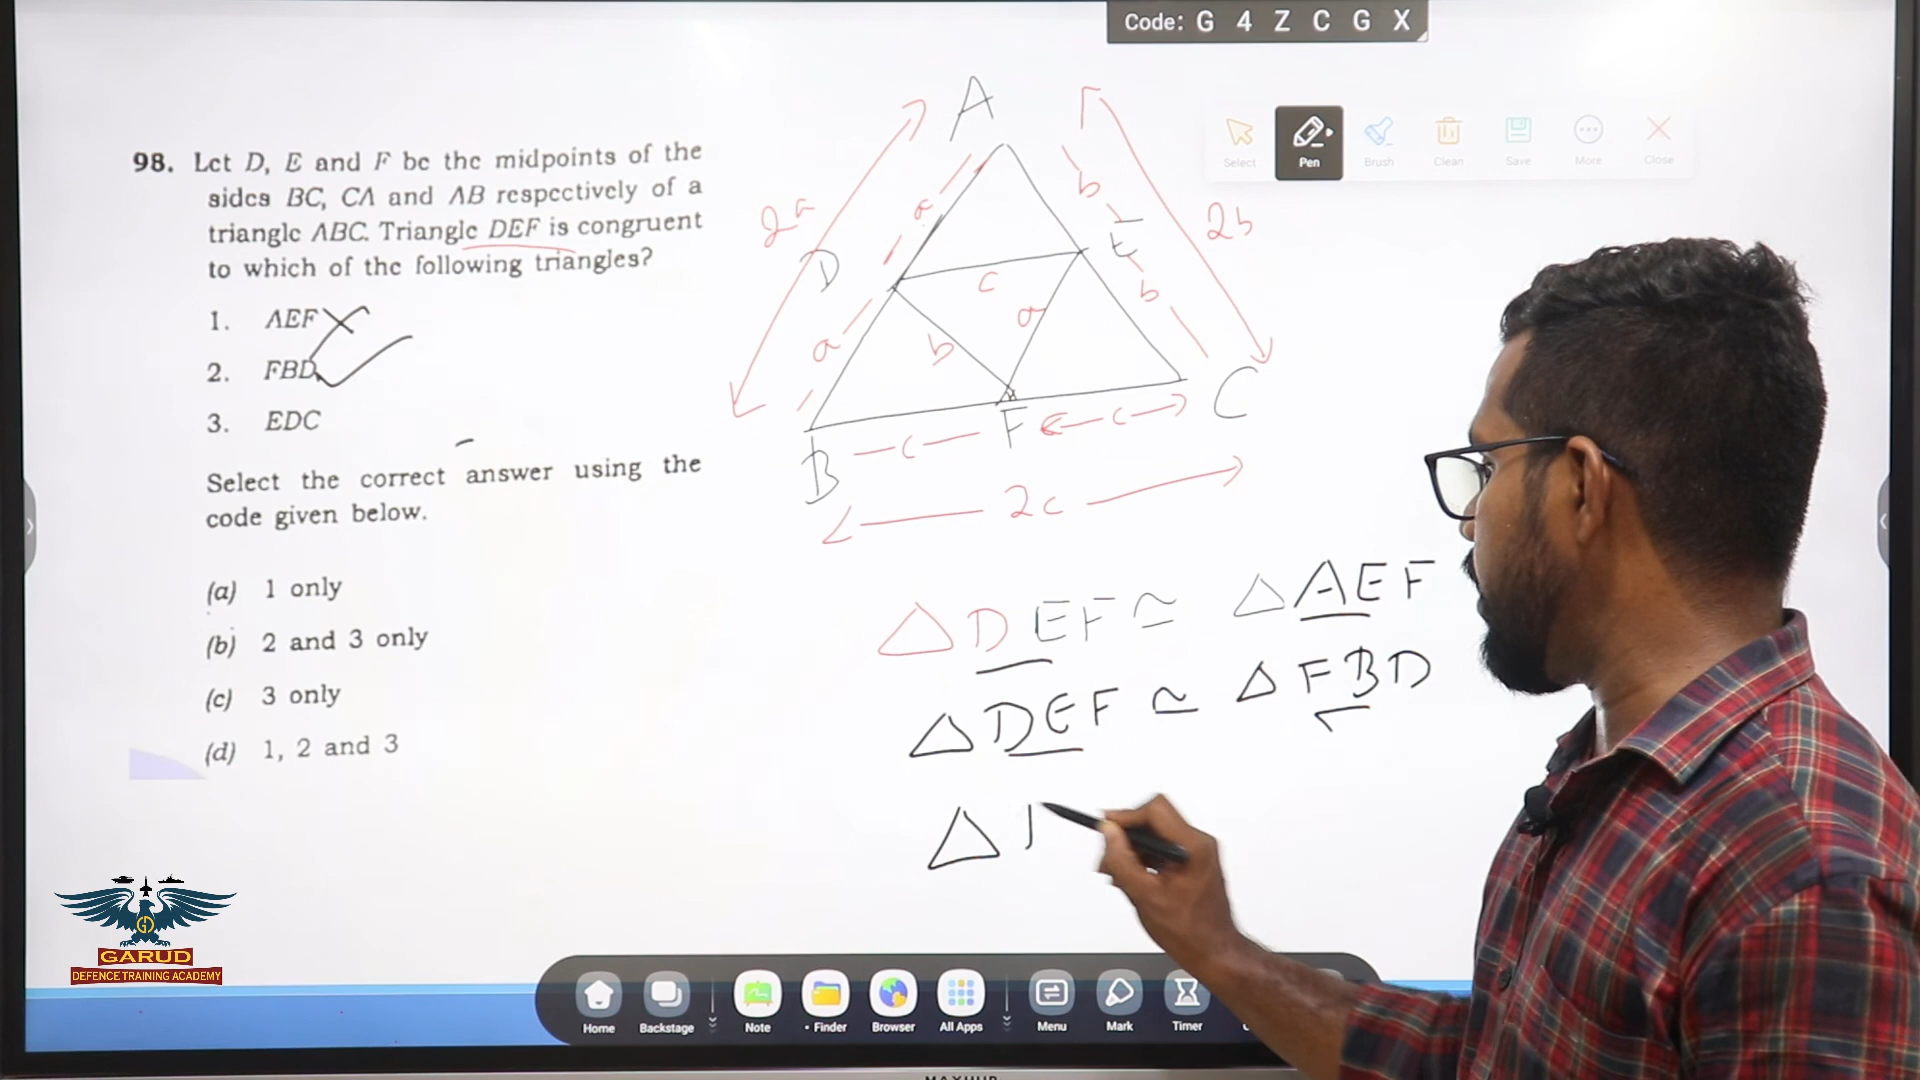 Code: G 4 Z C G X
Select
Pen
Brush
Clean
Save
More
Close
98. Let D, E and F be the midpoints of the
sides BC, CA and AB respectively of a
triangle ABC. Triangle DEF is congruent
to which of the following triangles?
1. AEF
2. FBD
3. EDC
Select the correct answer using the
code given below.
(a) 1 only
(b) 2 and 3 only
(c) 3 only
(d) 1, 2 and 3
A
2a
a
b
2b
D
E
c
a
b
a
b
B
c
F
c
C
2c
△DEF ≅ △AEF
△DEF ≅ △FBD
△
GD
GARUD
DEFENCE TRAINING ACADEMY
Home
Backstage
Note
Finder
Browser
All Apps
Menu
Mark
Timer